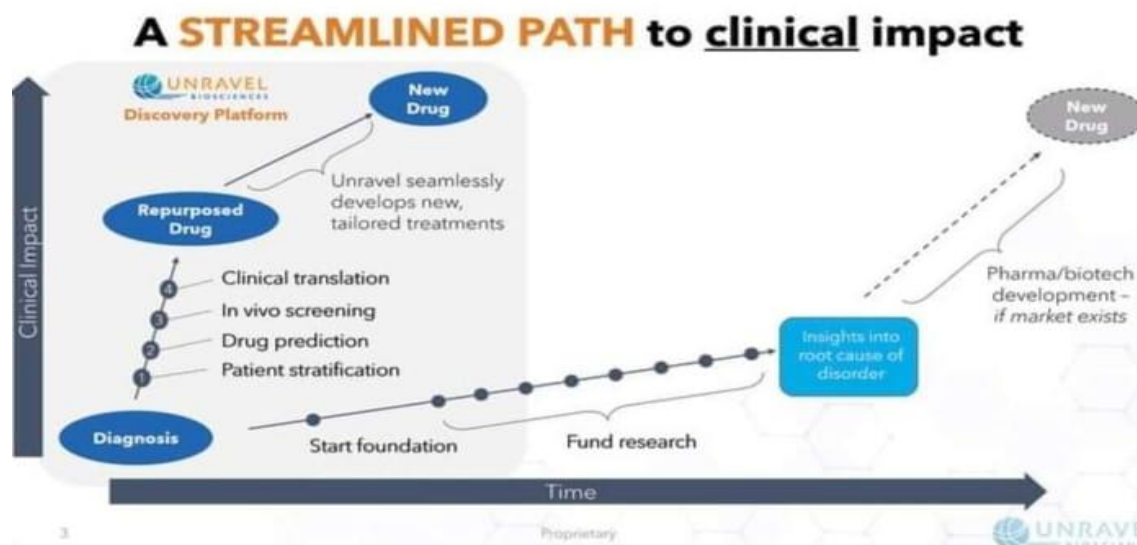 A STREAMLINED PATH to clinical impact
UNRAVEL
BIOSCIENCES
Discovery Platform
New
Drug
Unravel seamlessly
develops new,
tailored treatments
Repurposed
Drug
Clinical translation
In vivo screening
Drug prediction
Patient stratification
4
3
2
1
Diagnosis
Start foundation
Fund research
Insights into
root cause of
disorder
New
Drug
Pharma/biotech
development –
if market exists
Clinical Impact
Time
3
Proprietary
UNRAVEL